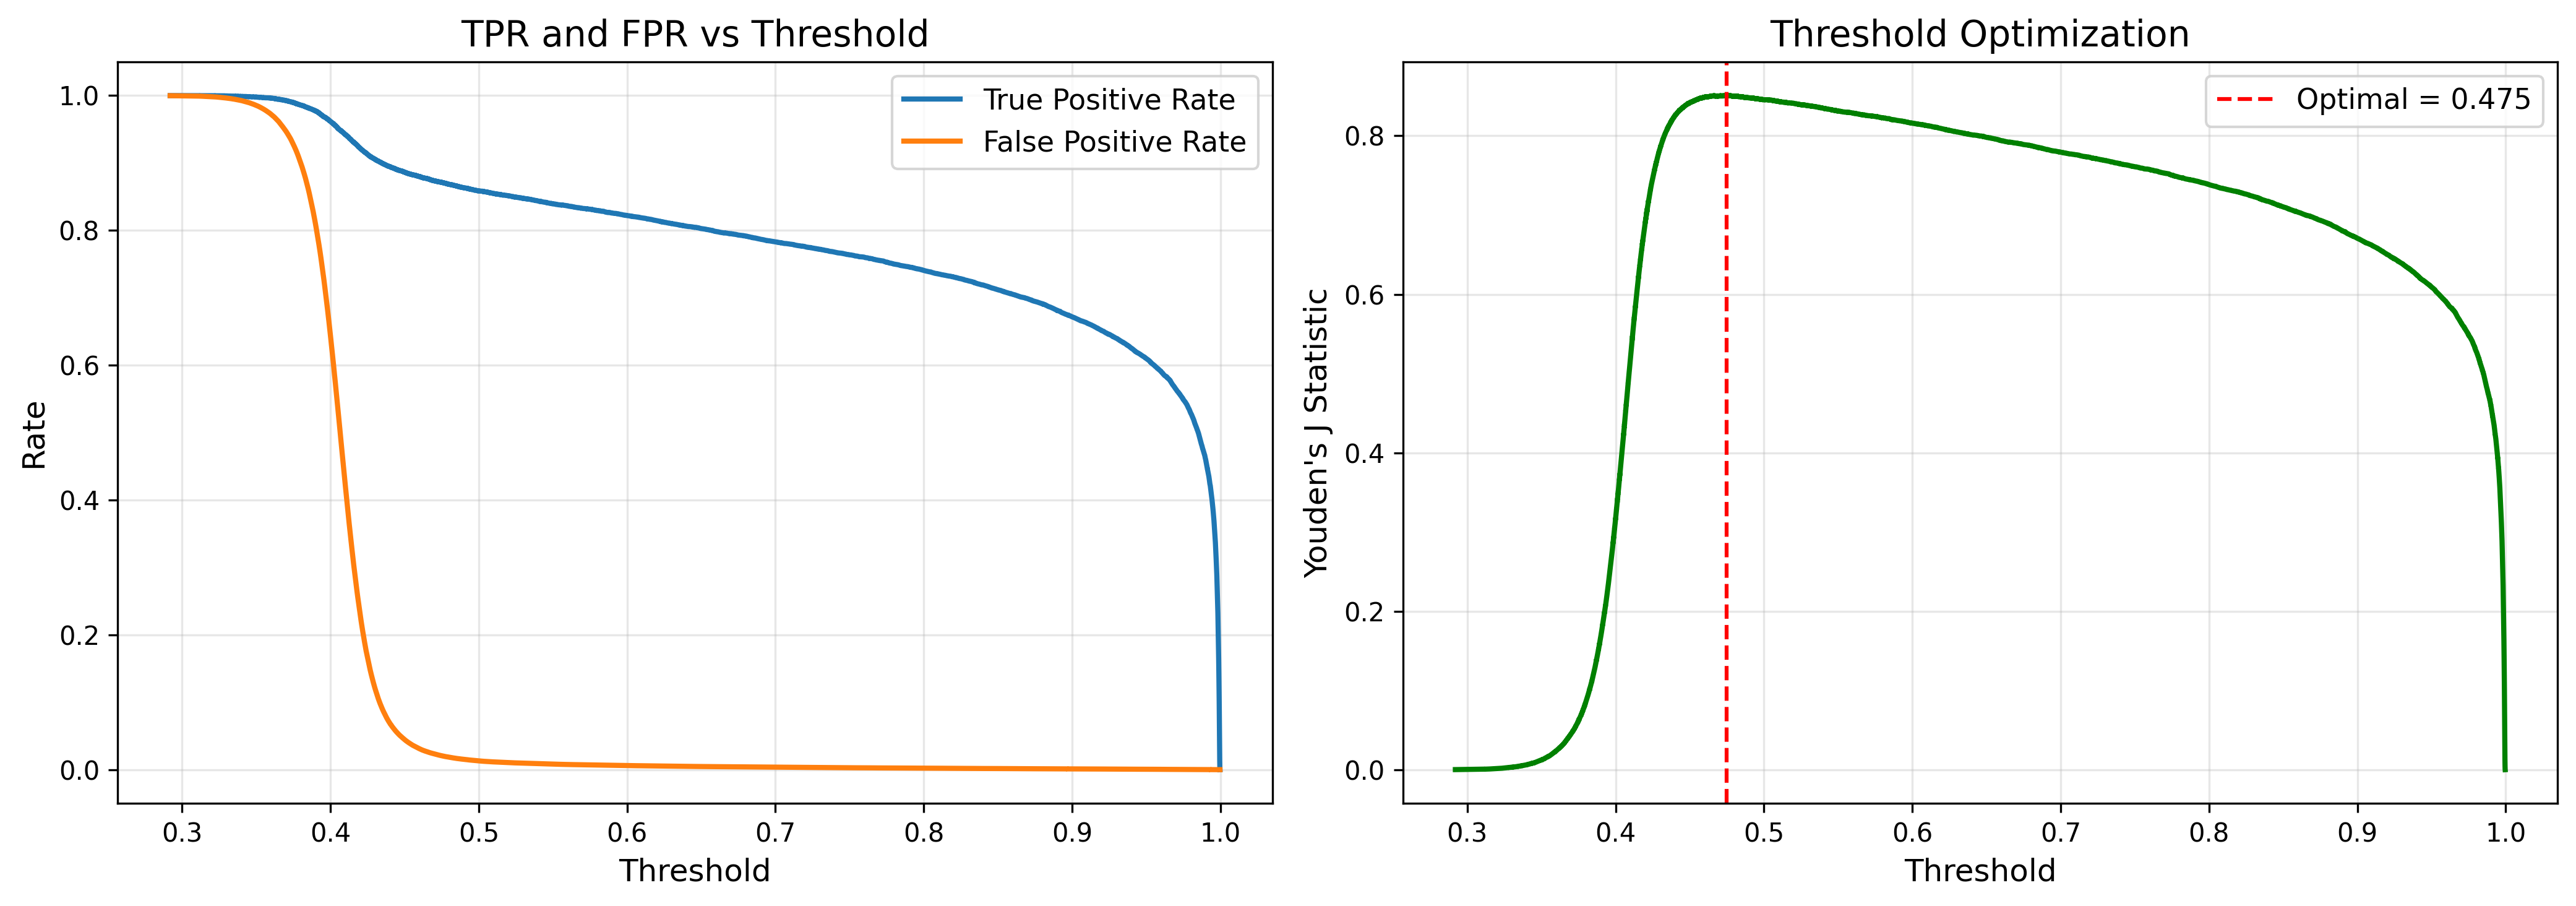 TPR and FPR vs Threshold
True Positive Rate
False Positive Rate
Rate
1.0
0.8
0.6
0.4
0.2
0.0
0.3 0.4 0.5 0.6 0.7 0.8 0.9 1.0
Threshold
Threshold Optimization
Optimal = 0.475
Youden's J Statistic
0.8
0.6
0.4
0.2
0.0
0.3 0.4 0.5 0.6 0.7 0.8 0.9 1.0
Threshold